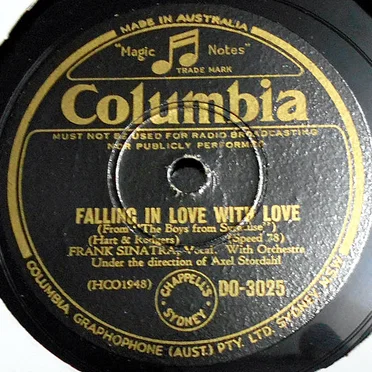 MADE IN AUSTRALIA
"Magic Notes"
TRADE MARK
Columbia
MUST NOT BE USED FOR RADIO BROADCASTING
NOR PUBLICLY PERFORMED
FALLING IN LOVE WITH LOVE
(From "The Boys from Syracuse")
(Hart & Rodgers) (Speed 78)
FRANK SINATRA, Vocal. With Orchestra
Under the direction of Axel Stordahl
(HCO1948) CHAPPELL'S SYDNEY DO-3025
COLUMBIA GRAPHOPHONE (AUST.) PTY. LTD. SYDNEY, N.S.W.